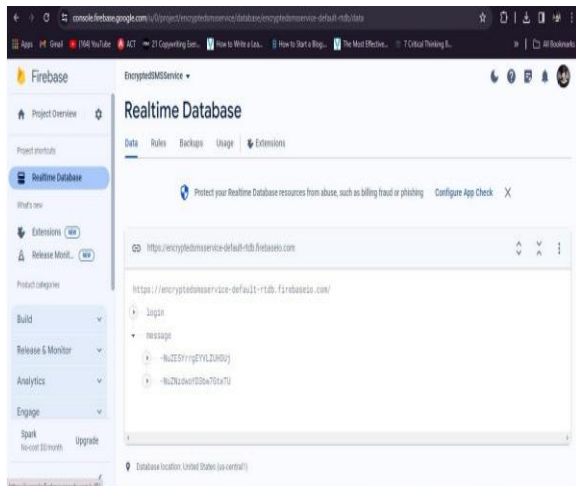 console.firebase.google.com/u/0/project/encryptedsmsservice/database/encryptedsmsservice-default-rtdb/data
Apps
Gmail
(164) YouTube
ACT
21 Copywriting Exer...
How to Write a Lea...
How to Start a Blog...
The Most Effective...
7 Critical Thinking E...
»
All Bookmarks
Firebase
EncryptedSMSService
Project Overview
Realtime Database
Data
Rules
Backups
Usage
Extensions
Project shortcuts
Realtime Database
What's new
Extensions NEW
Release Monit... NEW
Product categories
Build
Release & Monitor
Analytics
Engage
Spark
No-cost $0/month
Upgrade
Protect your Realtime Database resources from abuse, such as billing fraud or phishing
Configure App Check
https://encryptedsmsservice-default-rtdb.firebaseio.com
https://encryptedsmsservice-default-rtdb.firebaseio.com/
login
message
Database location: United States (us-central1)